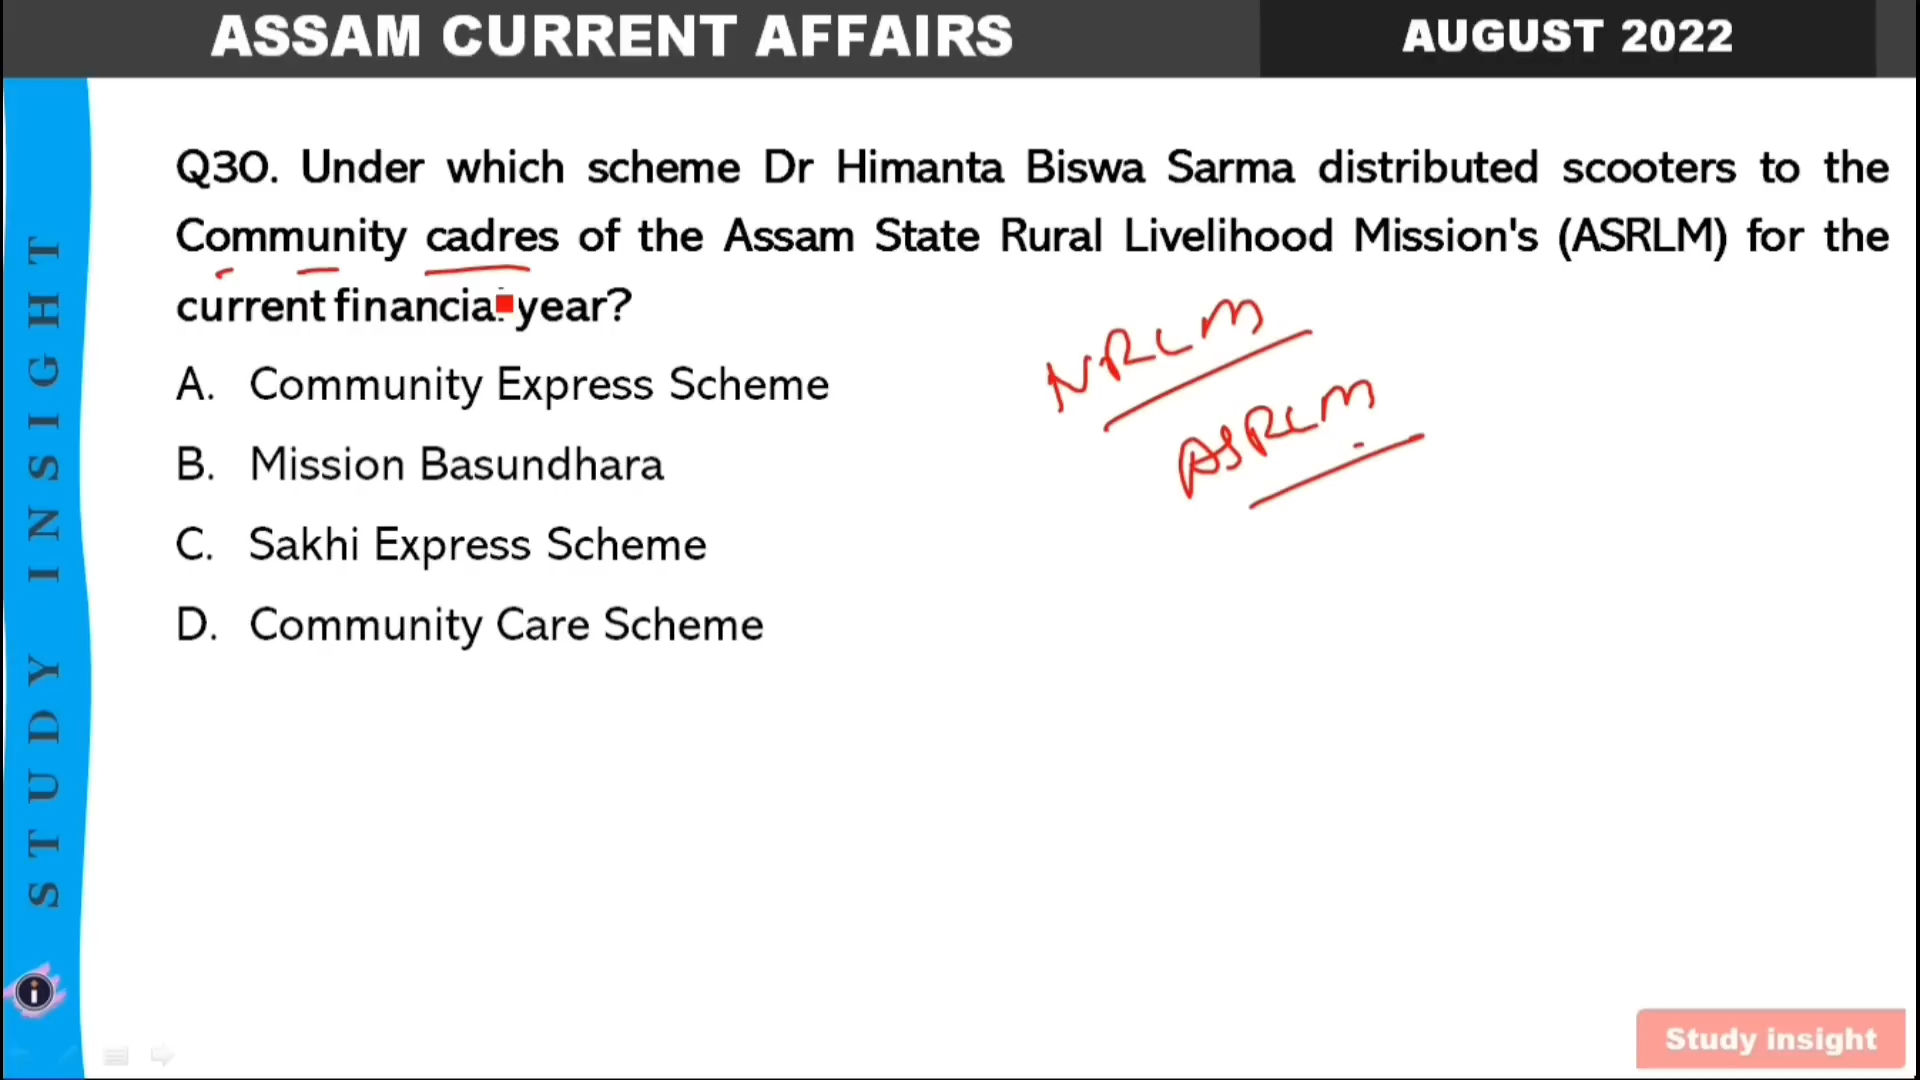 ASSAM CURRENT AFFAIRS
AUGUST 2022
Q30. Under which scheme Dr Himanta Biswa Sarma distributed scooters to the
Community cadres of the Assam State Rural Livelihood Mission's (ASRLM) for the
current financial year?
NRLM
A. Community Express Scheme
ASRLM
B. Mission Basundhara
C. Sakhi Express Scheme
D. Community Care Scheme
STUDY INSIGHT
i
Study insight